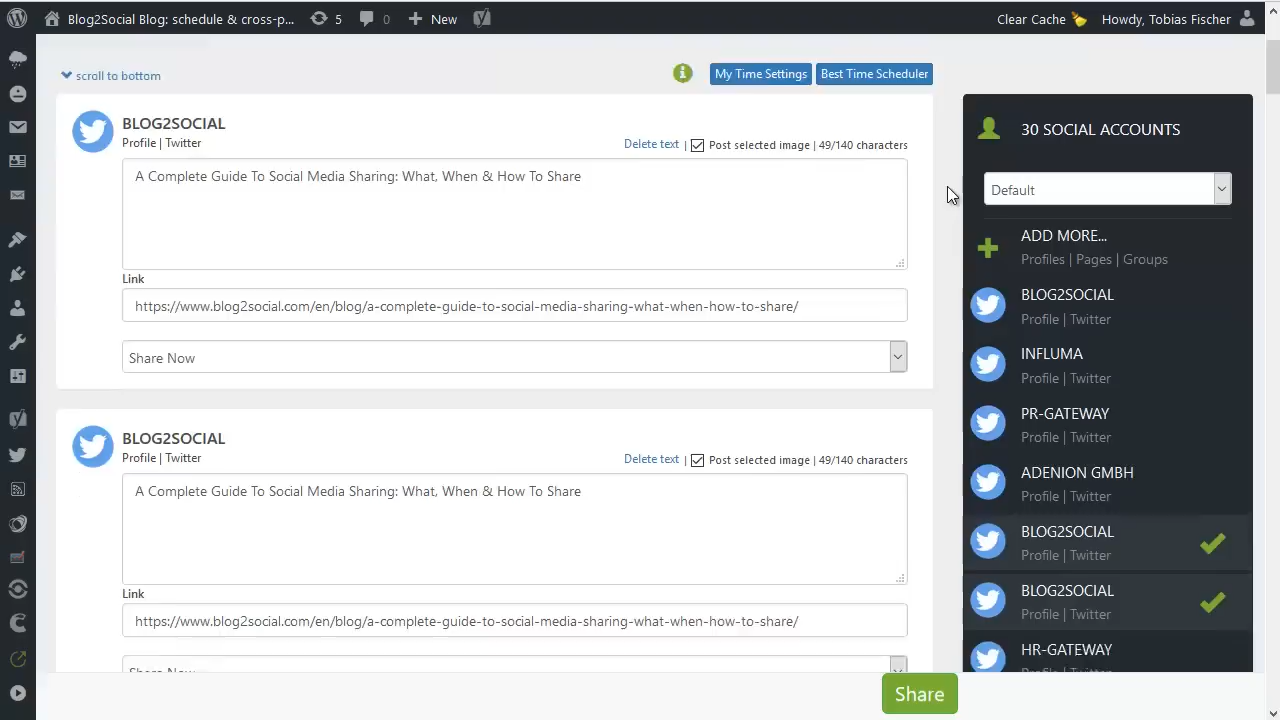 Blog2Social Blog: schedule & cross-p...
5
0
New
Clear Cache
Howdy, Tobias Fischer
scroll to bottom
My Time Settings
Best Time Scheduler
BLOG2SOCIAL
Profile | Twitter
Delete text | Post selected image | 49/140 characters
A Complete Guide To Social Media Sharing: What, When & How To Share
Link
https://www.blog2social.com/en/blog/a-complete-guide-to-social-media-sharing-what-when-how-to-share/
Share Now
BLOG2SOCIAL
Profile | Twitter
Delete text | Post selected image | 49/140 characters
A Complete Guide To Social Media Sharing: What, When & How To Share
Link
https://www.blog2social.com/en/blog/a-complete-guide-to-social-media-sharing-what-when-how-to-share/
Share Now
30 SOCIAL ACCOUNTS
Default
ADD MORE...
Profiles | Pages | Groups
BLOG2SOCIAL
Profile | Twitter
INFLUMA
Profile | Twitter
PR-GATEWAY
Profile | Twitter
ADENION GMBH
Profile | Twitter
BLOG2SOCIAL
Profile | Twitter
BLOG2SOCIAL
Profile | Twitter
HR-GATEWAY
Profile | Twitter
Share